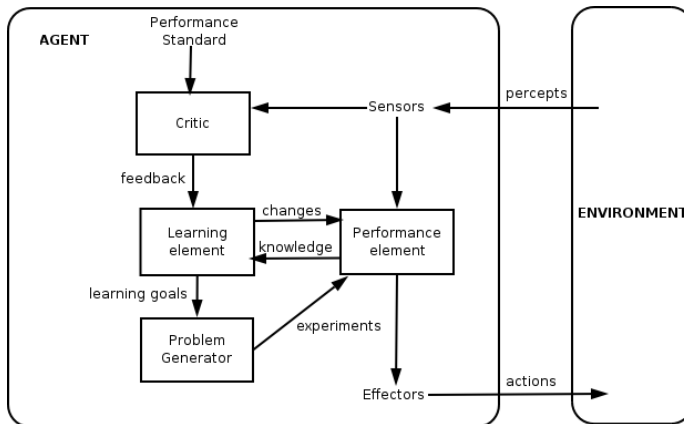 AGENT
Performance
Standard
Critic
Sensors
percepts
feedback
Learning
element
changes
knowledge
Performance
element
ENVIRONMENT
learning goals
Problem
Generator
experiments
Effectors
actions